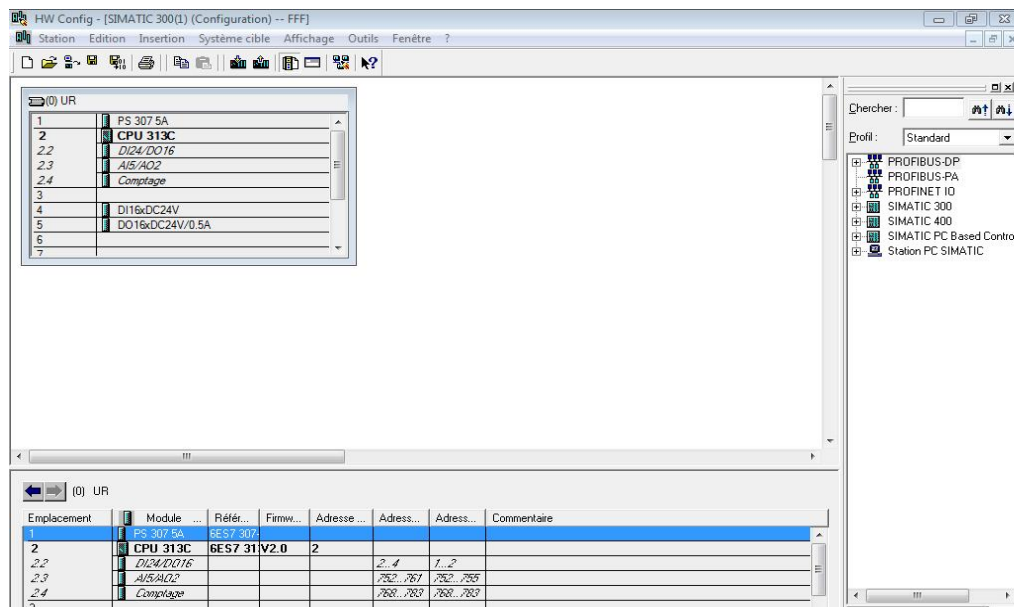 HW Config - [SIMATIC 300(1) (Configuration) -- FFF]
Station Edition Insertion Système cible Affichage Outils Fenêtre ?
(0) UR
1 PS 307 5A
2 CPU 313C
2.2 DI24/DO16
2.3 AI5/AO2
2.4 Comptage
3
4 DI16xDC24V
5 DO16xDC24V/0.5A
6
7
Chercher :
Profil : Standard
PROFIBUS-DP
PROFIBUS-PA
PROFINET IO
SIMATIC 300
SIMATIC 400
SIMATIC PC Based Contro
Station PC SIMATIC
(0) UR
Emplacement Module ... Référ... Firmw... Adresse ... Adress... Adress... Commentaire
1 PS 307 5A 6ES7 307-
2 CPU 313C 6ES7 31 V2.0 2
2.2 DI24/DO16 2...4 1...2
2.3 AI5/AO2 752...761 752...755
2.4 Comptage 768...783 768...783
3